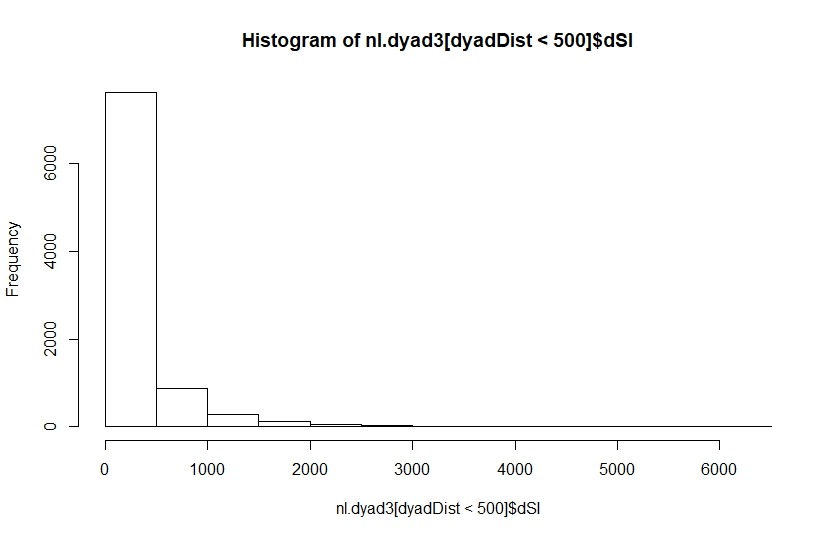 Histogram of nl.dyad3[dyadDist < 500]$dSI
Frequency
6000
4000
2000
0
0 1000 2000 3000 4000 5000 6000
nl.dyad3[dyadDist < 500]$dSI